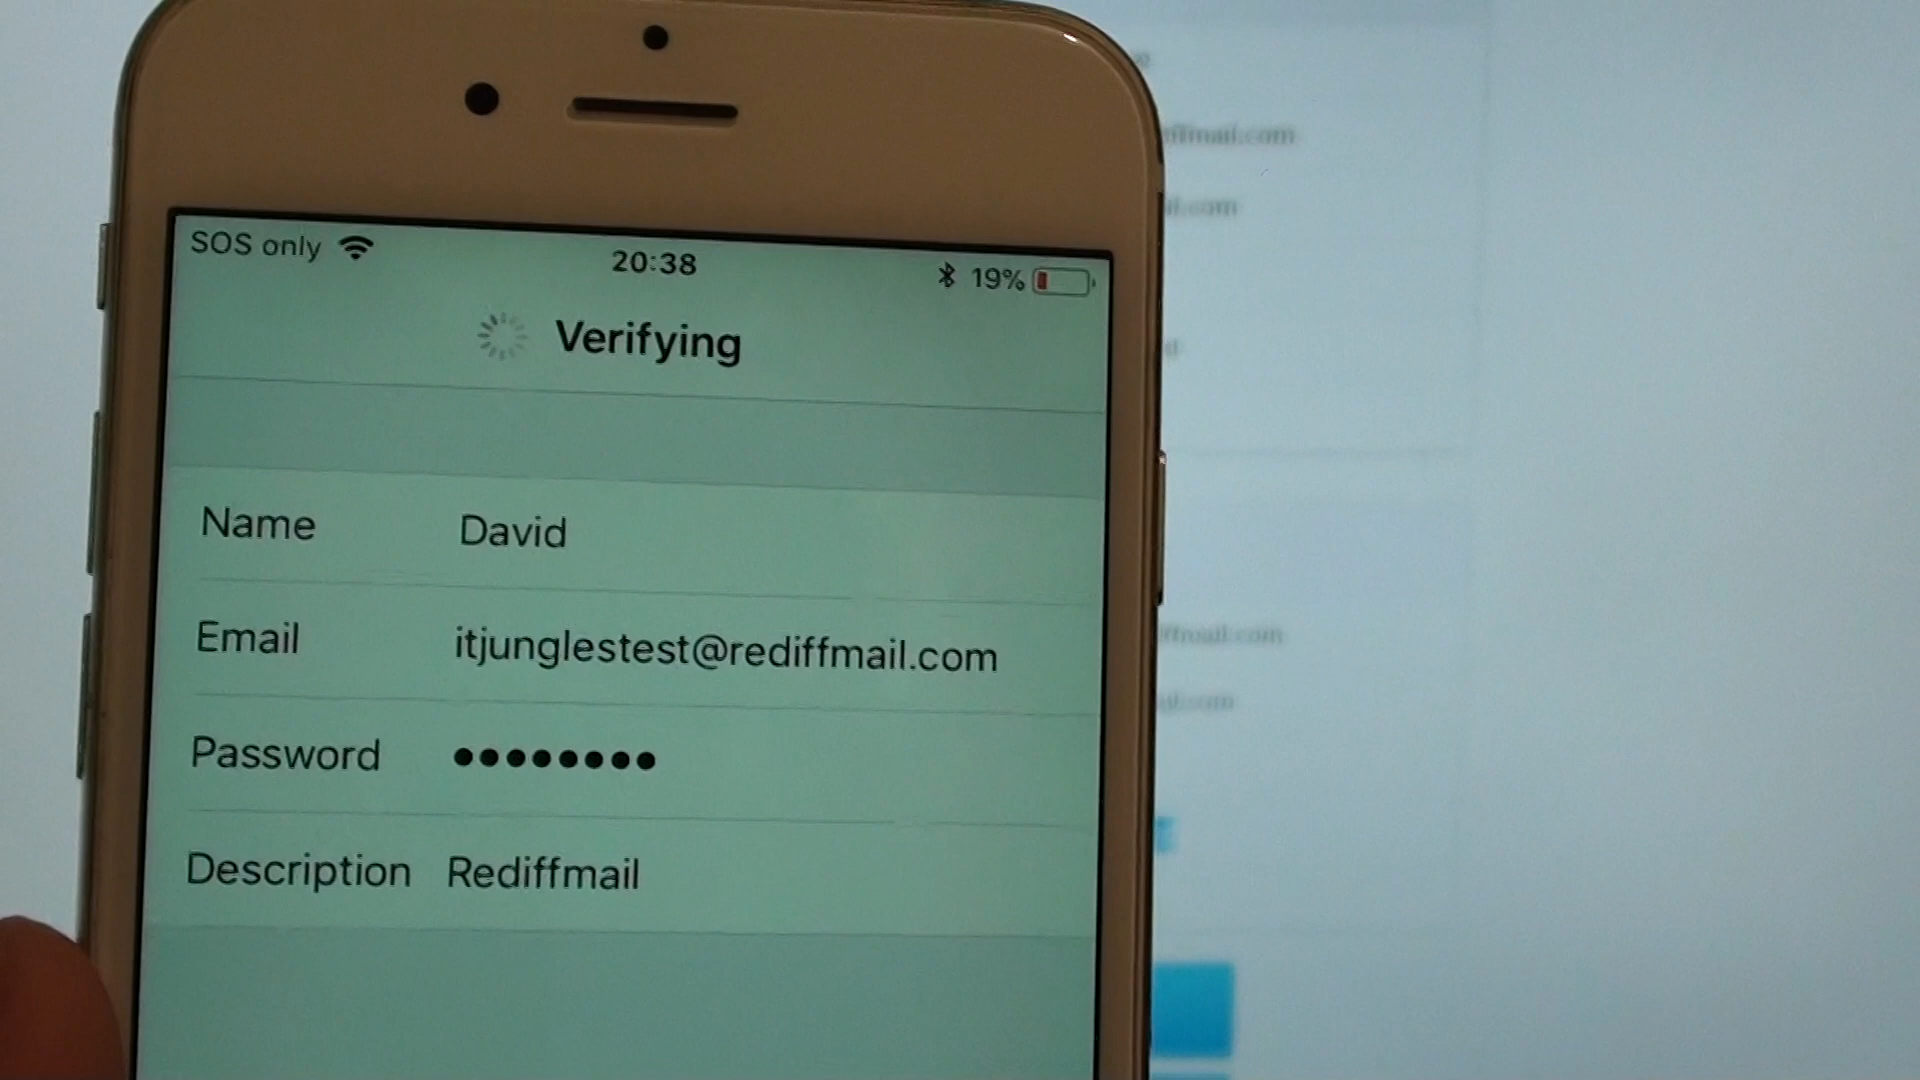 SOS only 20:38 19%
Verifying
Name David
Email itjunglestest@rediffmail.com
Password ••••••••
Description Rediffmail